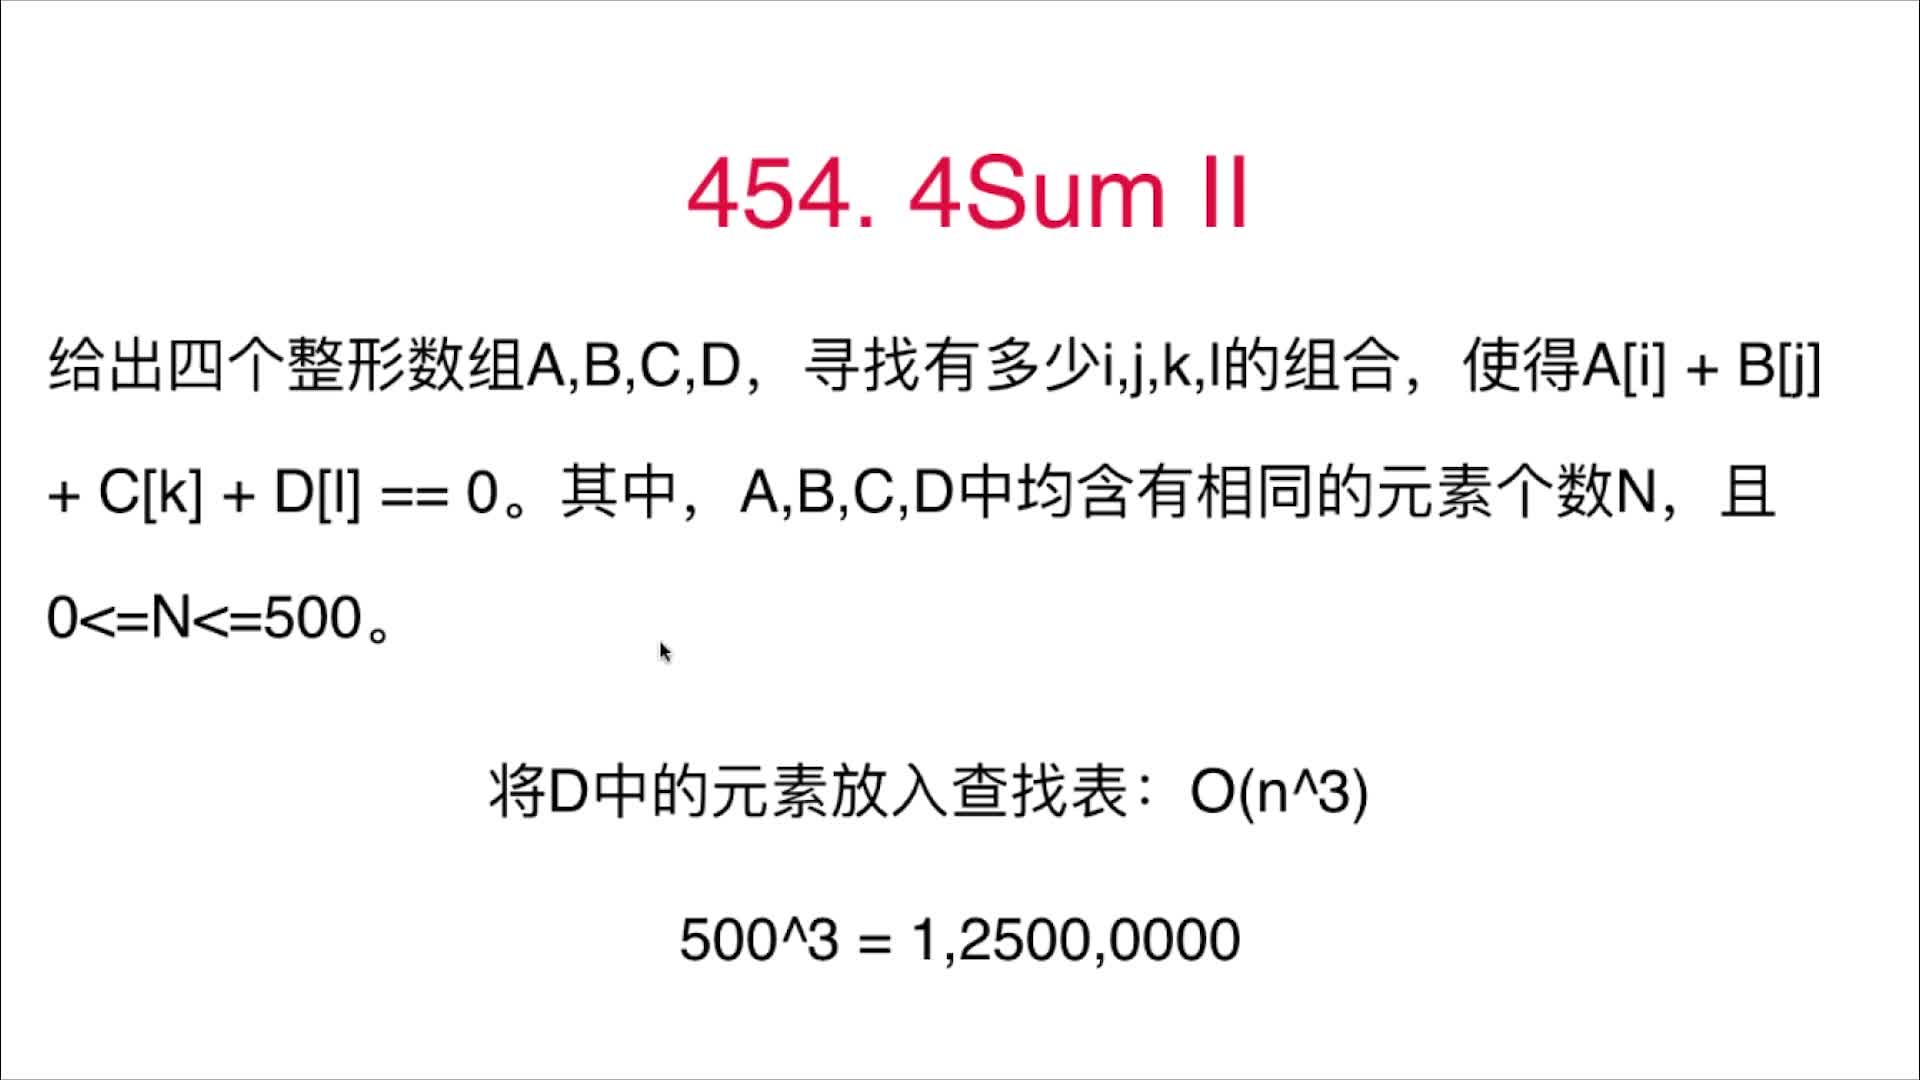 454. 4Sum II
给出四个整形数组A,B,C,D，寻找有多少i,j,k,l的组合，使得A[i] + B[j]
+ C[k] + D[l] == 0。其中，A,B,C,D中均含有相同的元素个数N，且
0<=N<=500。
将D中的元素放入查找表：O(n^3)
500^3 = 1,2500,0000